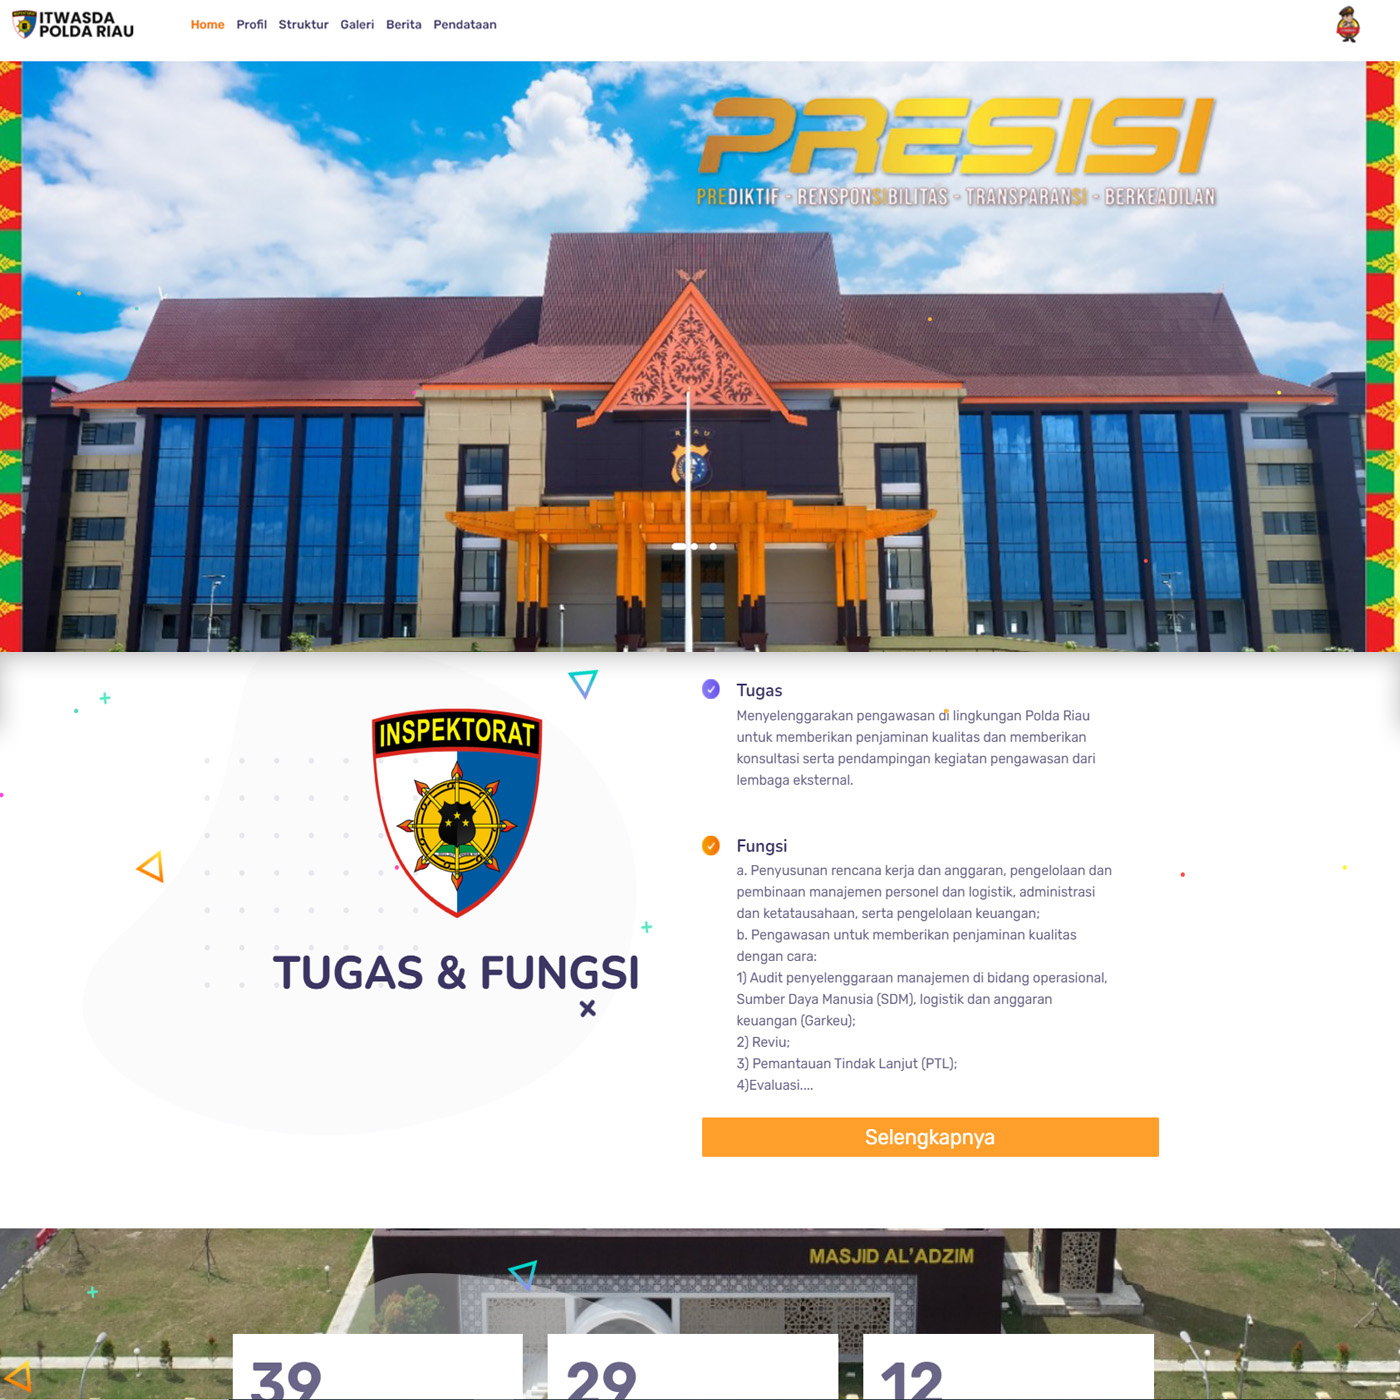 ITWASDA
POLDA RIAU
Home Profil Struktur Galeri Berita Pendataan
PRESISI
PREDIKTIF - RENSPONSIBILITAS - TRANSPARANSI - BERKEADILAN
RIAU
INSPEKTORAT
TUGAS & FUNGSI
Tugas
Menyelenggarakan pengawasan di lingkungan Polda Riau
untuk memberikan penjaminan kualitas dan memberikan
konsultasi serta pendampingan kegiatan pengawasan dari
lembaga eksternal.
Fungsi
a. Penyusunan rencana kerja dan anggaran, pengelolaan dan
pembinaan manajemen personel dan logistik, administrasi
dan ketatausahaan, serta pengelolaan keuangan;
b. Pengawasan untuk memberikan penjaminan kualitas
dengan cara:
1) Audit penyelenggaraan manajemen di bidang operasional,
Sumber Daya Manusia (SDM), logistik dan anggaran
keuangan (Garkeu);
2) Reviu;
3) Pemantauan Tindak Lanjut (PTL);
4)Evaluasi....
Selengkapnya
MASJID AL'ADZIM
39
29
12